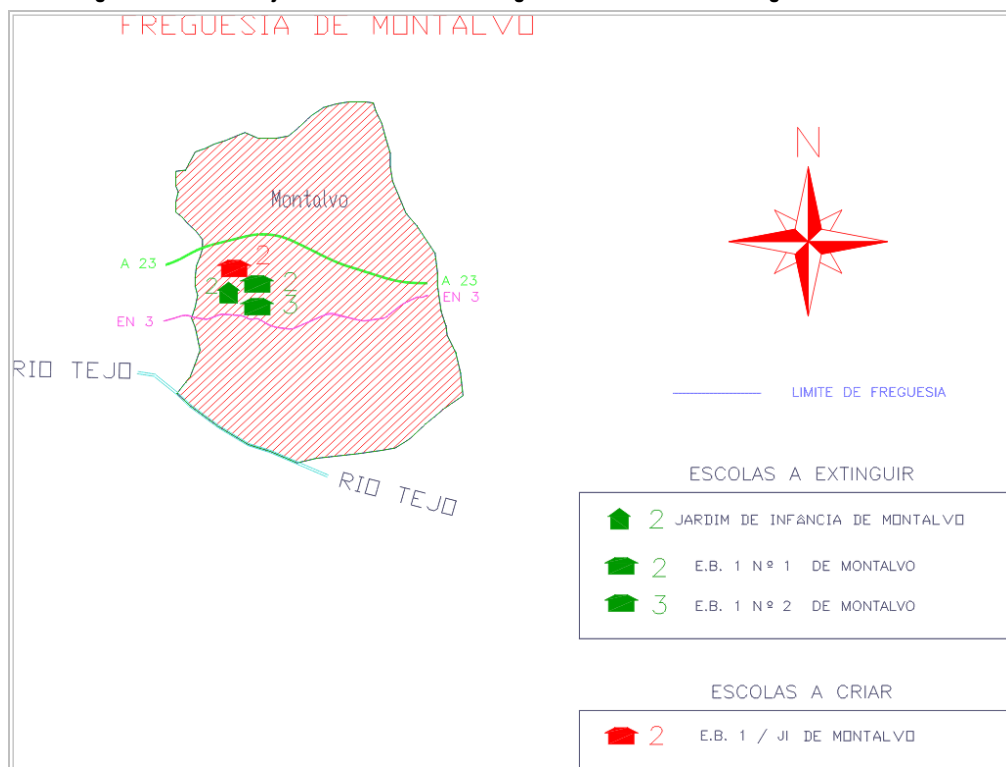 FREGUESIA DE MONTALVO
N
Montalvo
A 23
2
A 23
2
2
EN 3
3
EN 3
RIO TEJO
LIMITE DE FREGUESIA
RIO TEJO
ESCOLAS A EXTINGUIR
2 JARDIM DE INFÂNCIA DE MONTALVO
2 E.B. 1 Nº 1 DE MONTALVO
3 E.B. 1 Nº 2 DE MONTALVO
ESCOLAS A CRIAR
2 E.B. 1 / JI DE MONTALVO